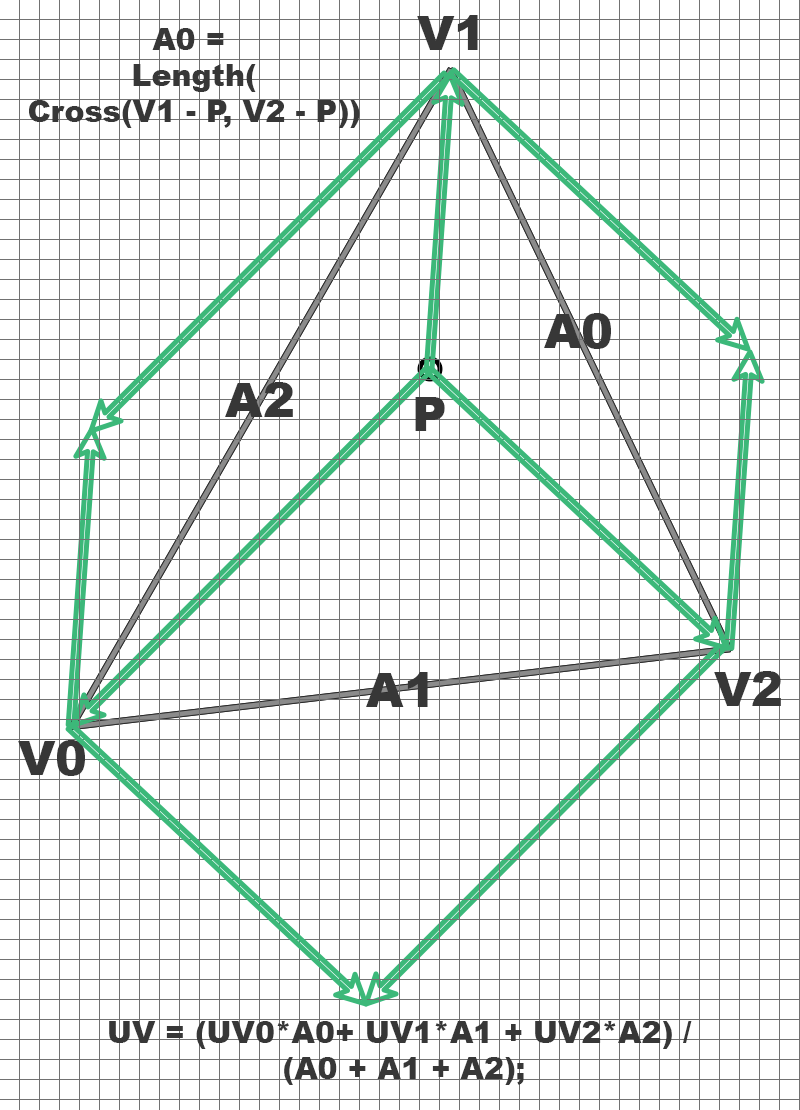 A0 =
Length(
Cross(V1 - P, V2 - P))
V1
A0
A2
P
A1
V2
V0
UV = (UV0*A0+ UV1*A1 + UV2*A2) /
(A0 + A1 + A2);